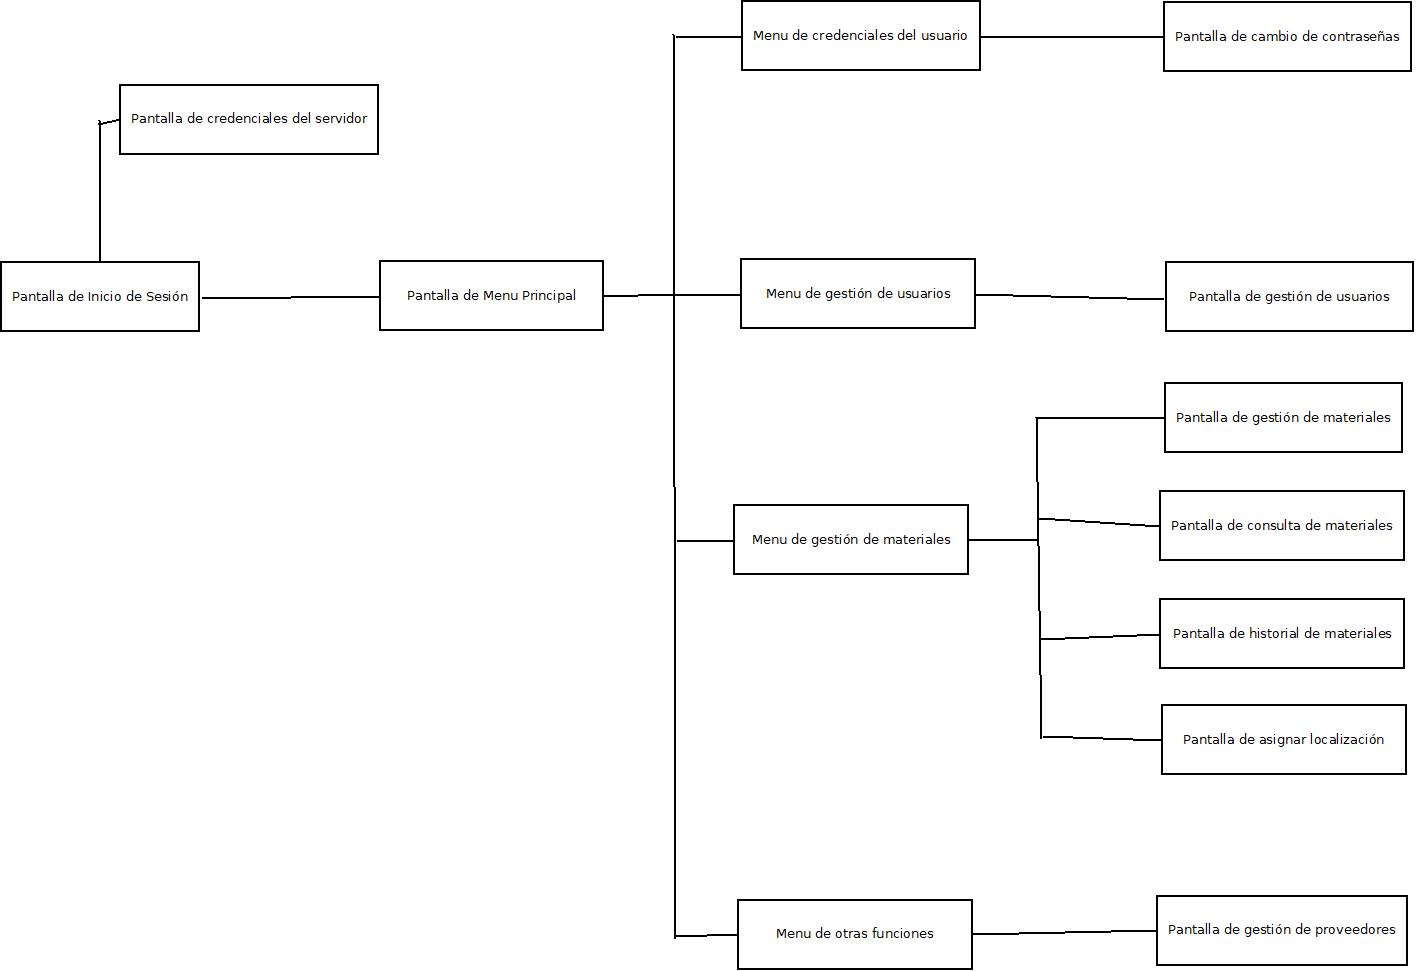 Menu de credenciales del usuario
Pantalla de cambio de contraseñas
Pantalla de credenciales del servidor
Pantalla de Inicio de Sesión
Pantalla de Menu Principal
Menu de gestión de usuarios
Pantalla de gestión de usuarios
Pantalla de gestión de materiales
Pantalla de consulta de materiales
Menu de gestión de materiales
Pantalla de historial de materiales
Pantalla de asignar localización
Menu de otras funciones
Pantalla de gestión de proveedores